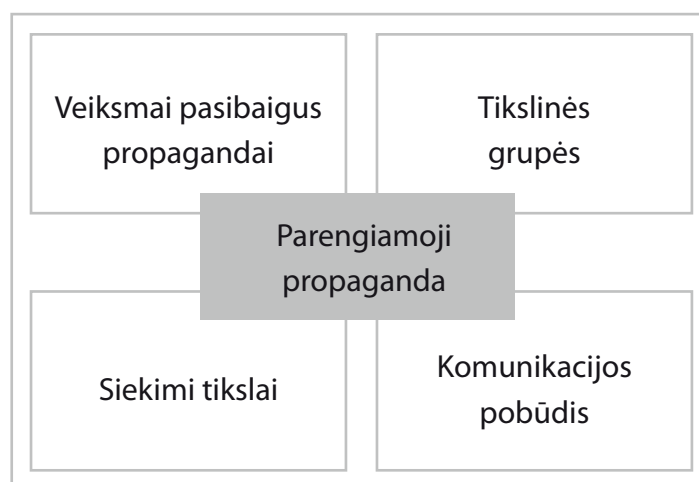 Veiksmai pasibaigus
propagandai
Tikslinės
grupės
Parengiamoji
propaganda
Siekimi tikslai
Komunikacijos
pobūdis